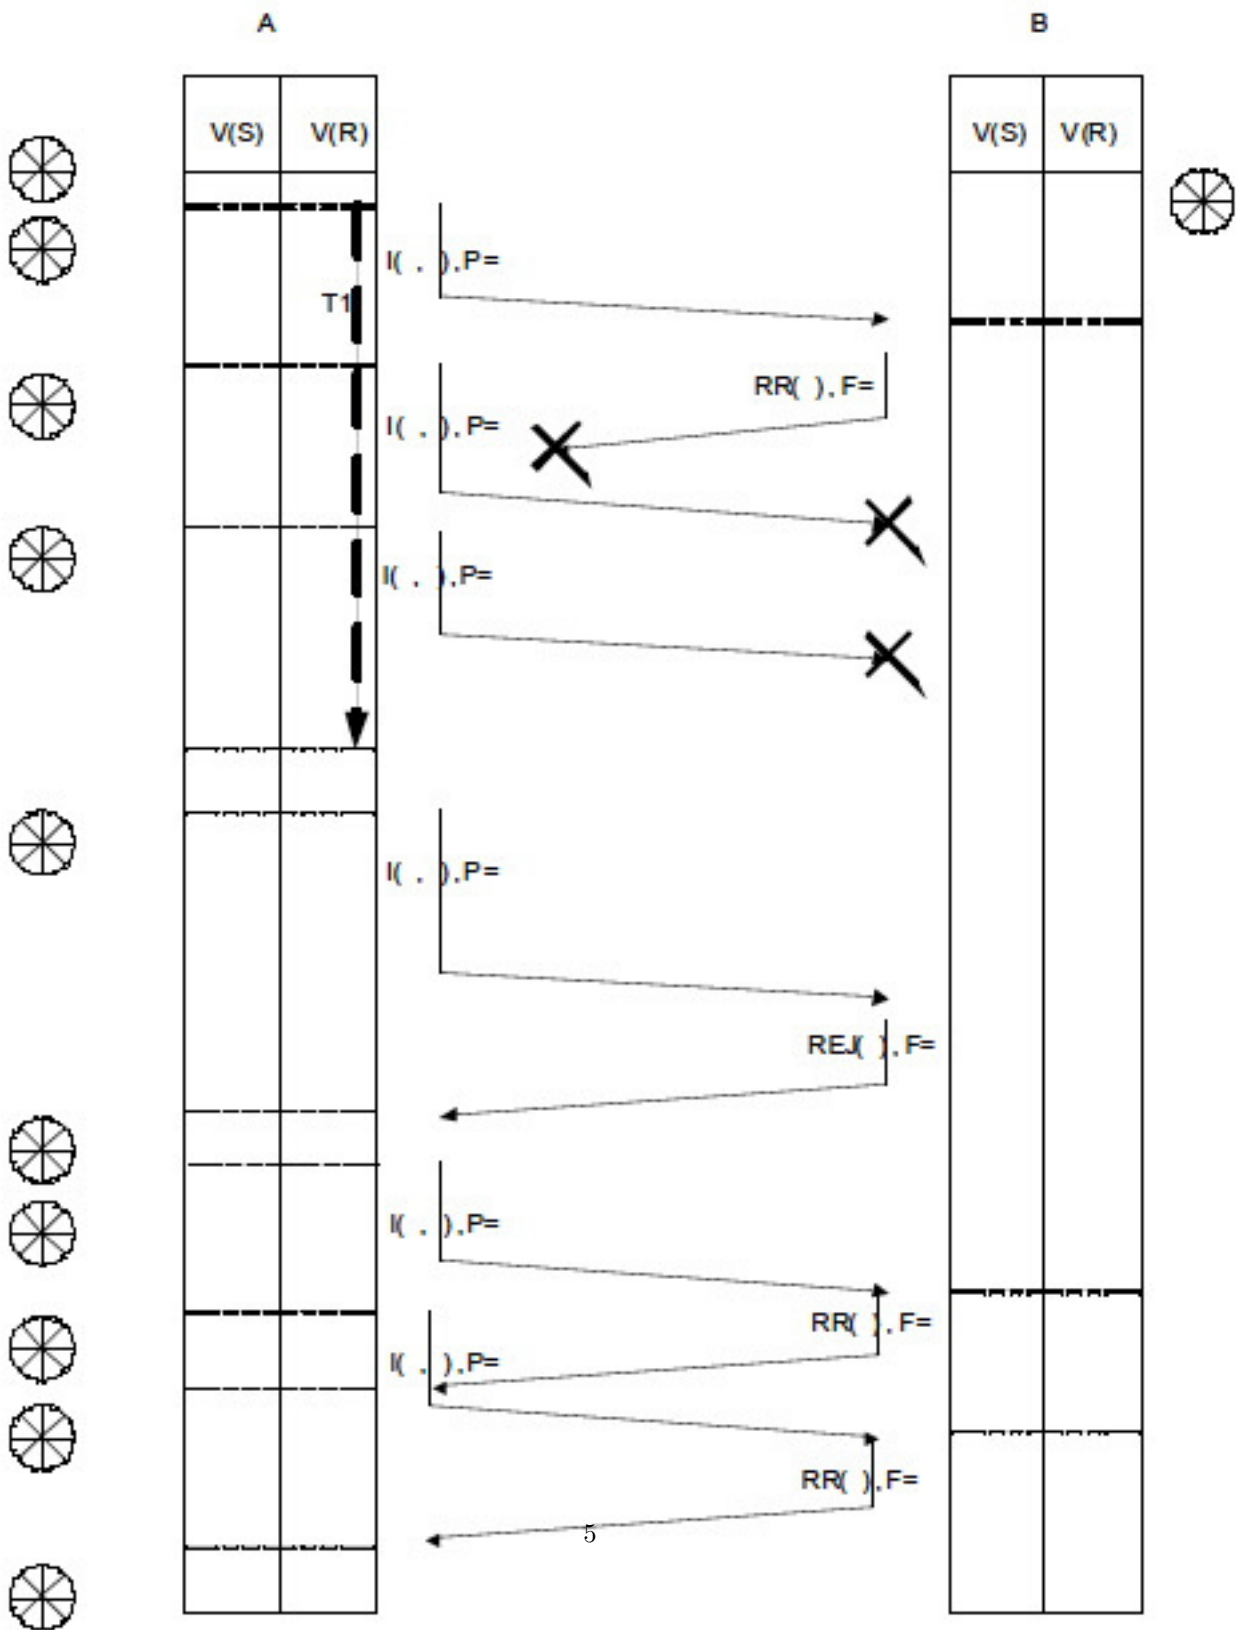 A B
V(S) V(R) V(S) V(R)
I( , ),P=
T1
RR( ),F=
I( , ),P=
I( , ),P=
I( , ),P=
REJ( ),F=
I( , ),P=
RR( ),F=
I( , ),P=
RR( ),F=
5